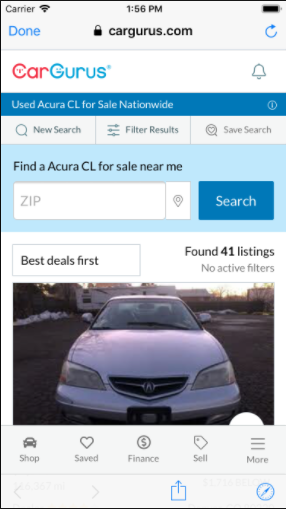 Carrier 1:56 PM
Done cargurus.com
CarGurus®
Used Acura CL for Sale Nationwide
New Search Filter Results Save Search
Find a Acura CL for sale near me
ZIP Search
Best deals first
Found 41 listings
No active filters
Shop Saved Finance Sell More